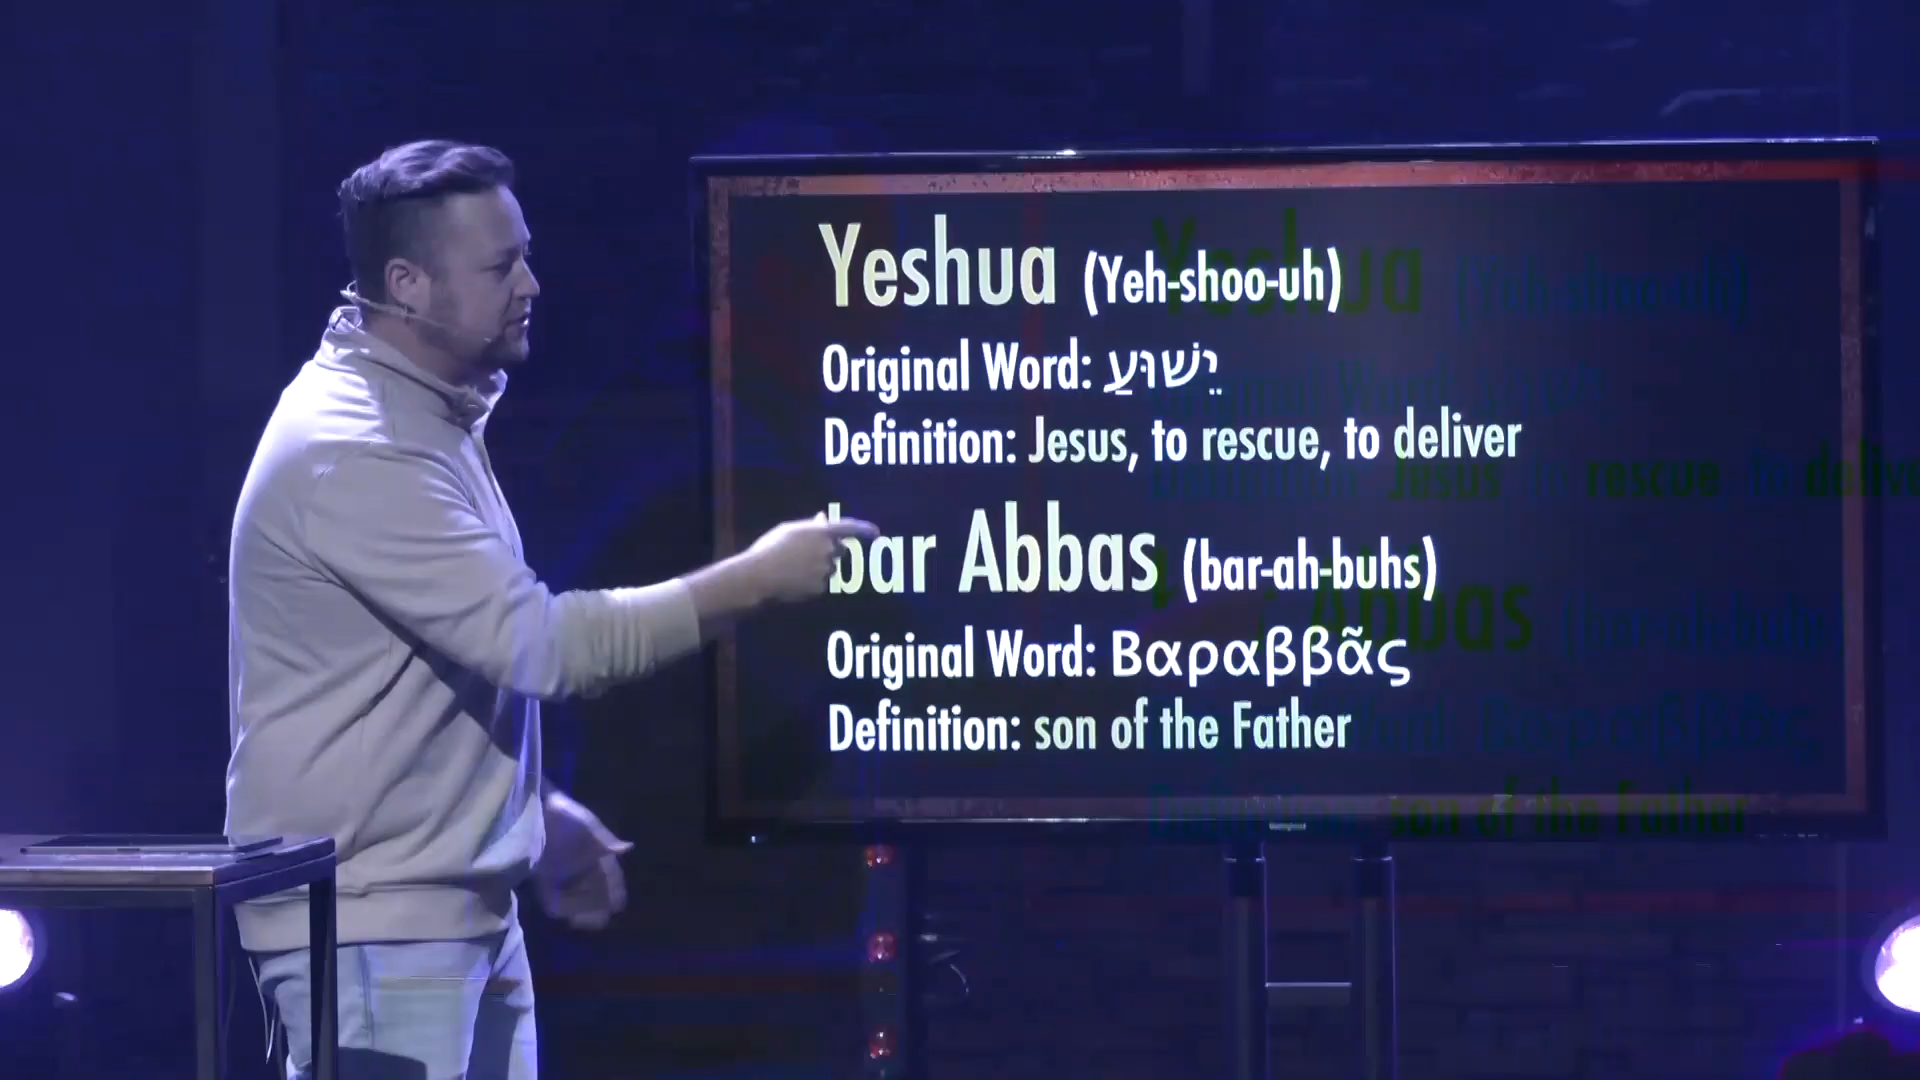 Yeshua (Yeh-shoo-uh)
Original Word: יֵשׁוּעַ
Definition: Jesus, to rescue, to deliver
bar Abbas (bar-ah-buhs)
Original Word: Βαραββᾶς
Definition: son of the Father